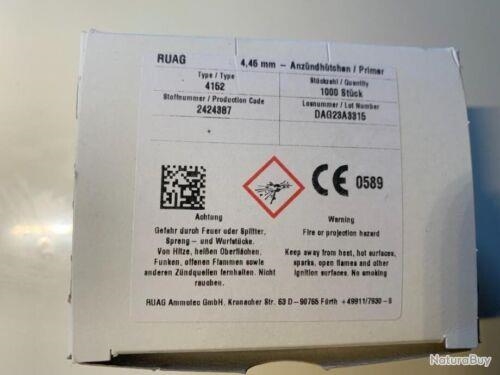 RUAG 4,45 mm – Anzündhütchen / Primer
Type / Type Stückzahl / Quantity
4152 1000 Stück
Stoffnummer / Production Code Losnummer / Lot Number
2424387 DAG23A3315
CE 0589
Achtung
Gefahr durch Feuer oder Splitter,
Spreng – und Wurfstücke.
Von Hitze, heißen Oberflächen,
Funken, offenen Flammen sowie
anderen Zündquellen fernhalten. Nicht
rauchen.
Warning
Fire or projection hazard
Keep away from heat, hot surfaces,
sparks, open flames and other
ignition surfaces. No smoking
RUAG Ammotec GmbH, Kronacher Str. 63 D – 90765 Fürth +49911/7930 – 0
NaturaBuy